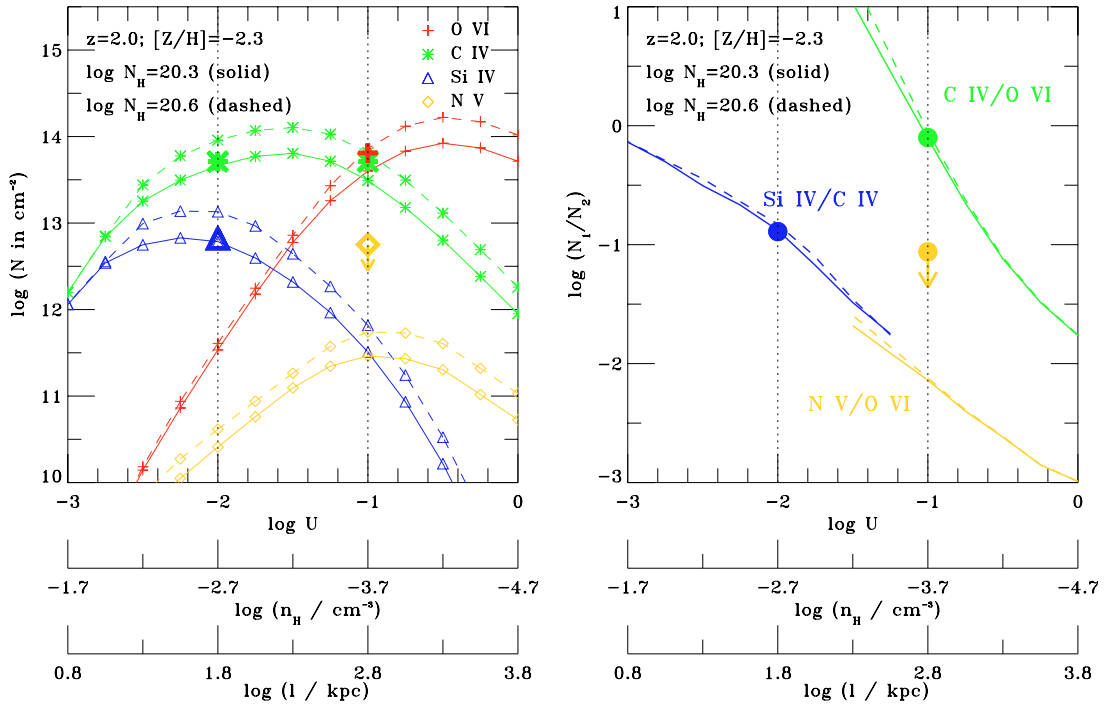 z=2.0; [Z/H]=−2.3
log N_H=20.3 (solid)
log N_H=20.6 (dashed)
O VI
C IV
Si IV
N V
log (N in cm⁻²)
15
14
13
12
11
10
−3
−2
−1
0
log U
−1.7
−2.7
−3.7
−4.7
log (n_H / cm⁻³)
0.8
1.8
2.8
3.8
log (l / kpc)
z=2.0; [Z/H]=−2.3
log N_H=20.3 (solid)
log N_H=20.6 (dashed)
C IV/O VI
Si IV/C IV
N V/O VI
log (N₁/N₂)
1
0
−1
−2
−3
−3
−2
−1
0
log U
−1.7
−2.7
−3.7
−4.7
log (n_H / cm⁻³)
0.8
1.8
2.8
3.8
log (l / kpc)